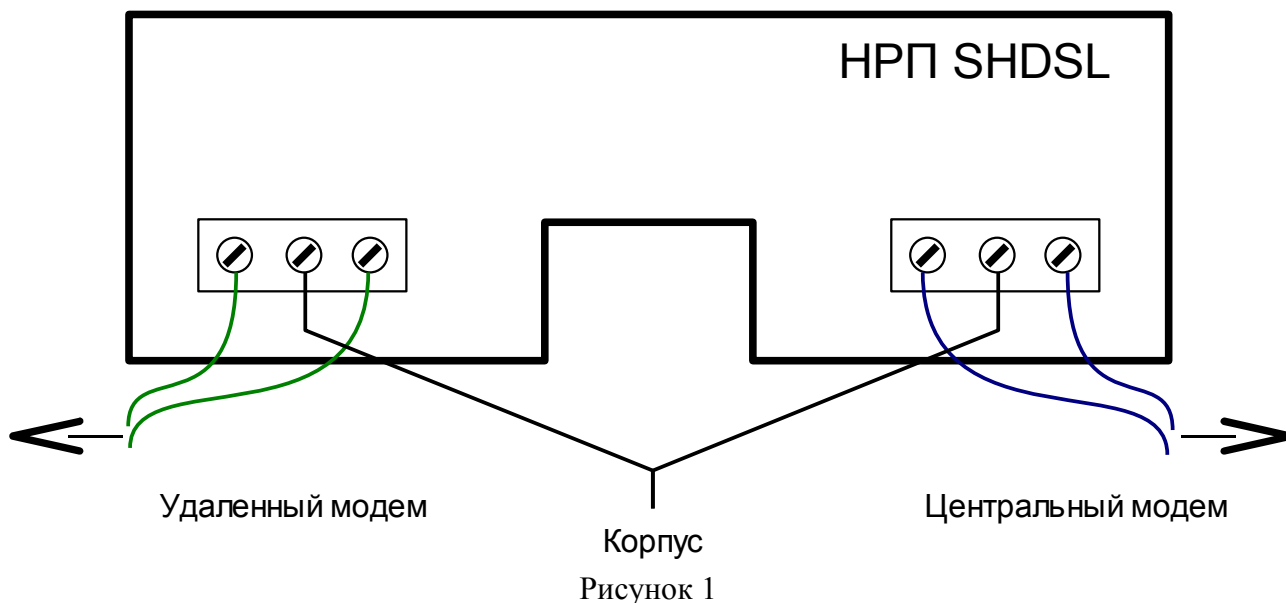 НРП SHDSL
Удаленный модем
Центральный модем
Корпус
Рисунок 1